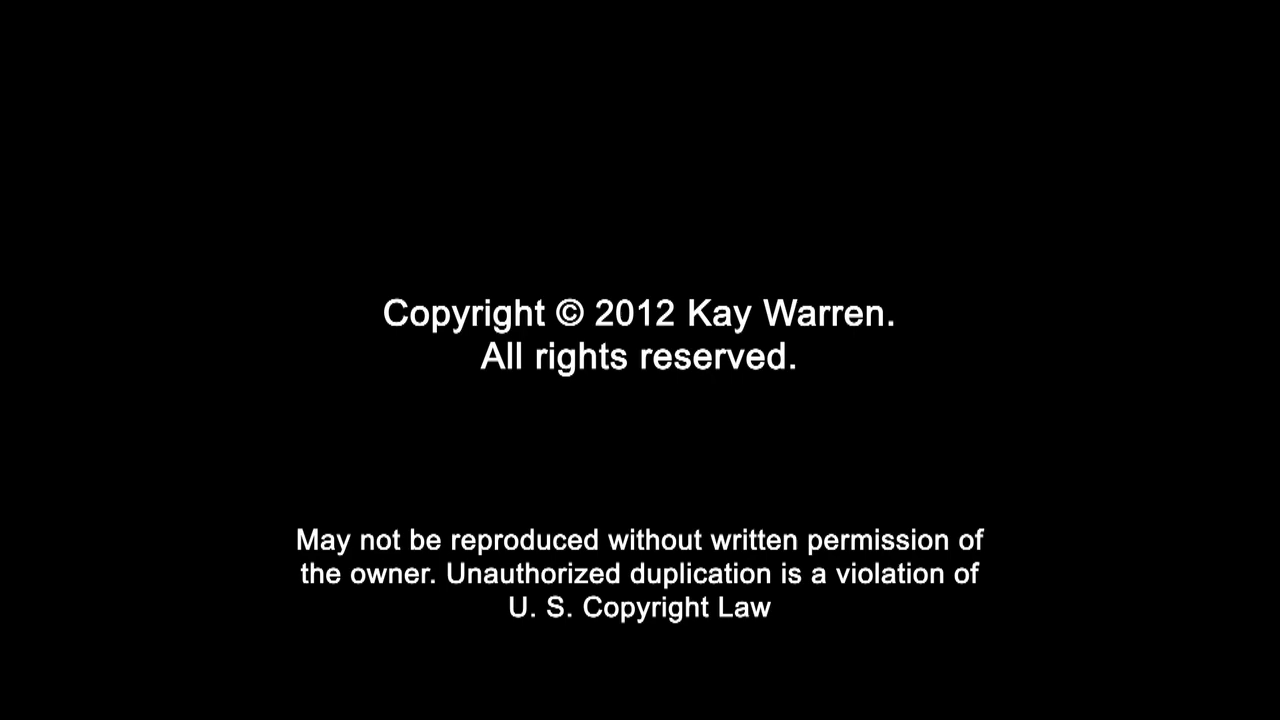 Copyright © 2012 Kay Warren.
All rights reserved.
May not be reproduced without written permission of
the owner. Unauthorized duplication is a violation of
U. S. Copyright Law